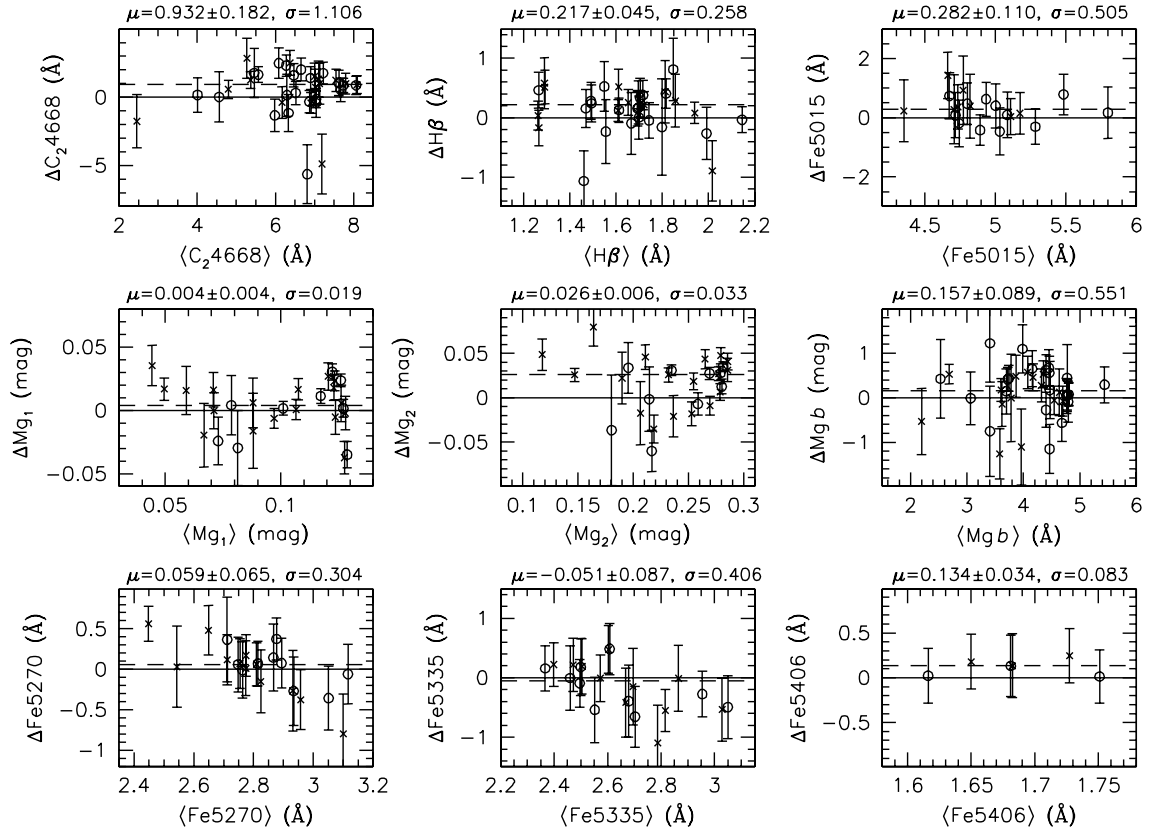 μ=0.932±0.182, σ=1.106
ΔC₂4668 (Å)
0
−5
2 4 6 8
⟨C₂4668⟩ (Å)
μ=0.217±0.045, σ=0.258
ΔHβ (Å)
1
0
−1
1.2 1.4 1.6 1.8 2 2.2
⟨Hβ⟩ (Å)
μ=0.282±0.110, σ=0.505
ΔFe5015 (Å)
2
0
−2
4.5 5 5.5 6
⟨Fe5015⟩ (Å)
μ=0.004±0.004, σ=0.019
ΔMg₁ (mag)
0.05
0
−0.05
0.05 0.1
⟨Mg₁⟩ (mag)
μ=0.026±0.006, σ=0.033
ΔMg₂ (mag)
0.05
0
−0.05
0.1 0.15 0.2 0.25 0.3
⟨Mg₂⟩ (mag)
μ=0.157±0.089, σ=0.551
ΔMg b (Å)
1
0
−1
2 3 4 5 6
⟨Mg b⟩ (Å)
μ=0.059±0.065, σ=0.304
ΔFe5270 (Å)
0.5
0
−0.5
−1
2.4 2.6 2.8 3 3.2
⟨Fe5270⟩ (Å)
μ=−0.051±0.087, σ=0.406
ΔFe5335 (Å)
1
0
−1
2.2 2.4 2.6 2.8 3
⟨Fe5335⟩ (Å)
μ=0.134±0.034, σ=0.083
ΔFe5406 (Å)
0.5
0
−0.5
1.6 1.65 1.7 1.75
⟨Fe5406⟩ (Å)